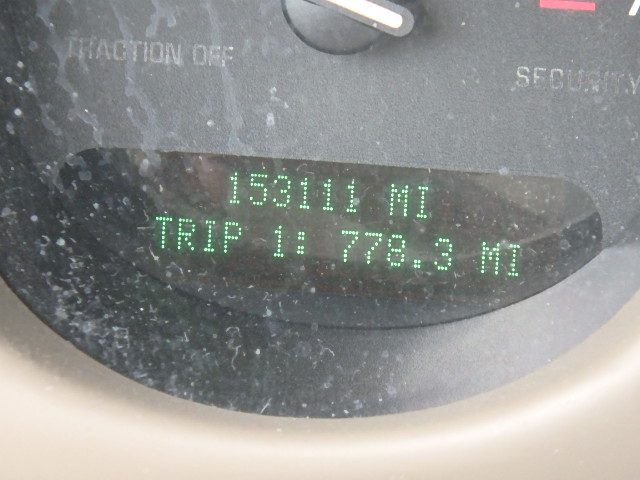 TRACTION OFF
SECURITY
153111 MI
TRIP 1: 778.3 MI